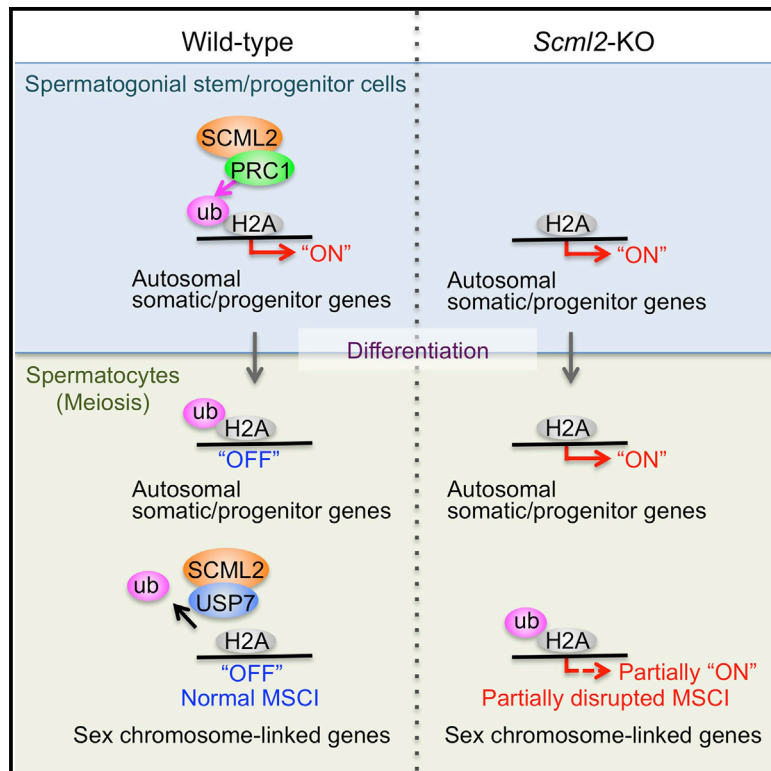 Wild-type
Scml2-KO
Spermatogonial stem/progenitor cells
SCML2
PRC1
ub
H2A
“ON”
Autosomal
somatic/progenitor genes
H2A
“ON”
Autosomal
somatic/progenitor genes
Differentiation
Spermatocytes
(Meiosis)
ub
H2A
“OFF”
Autosomal
somatic/progenitor genes
H2A
“ON”
Autosomal
somatic/progenitor genes
SCML2
ub
USP7
H2A
“OFF”
Normal MSCI
Sex chromosome-linked genes
ub
H2A
Partially “ON”
Partially disrupted MSCI
Sex chromosome-linked genes